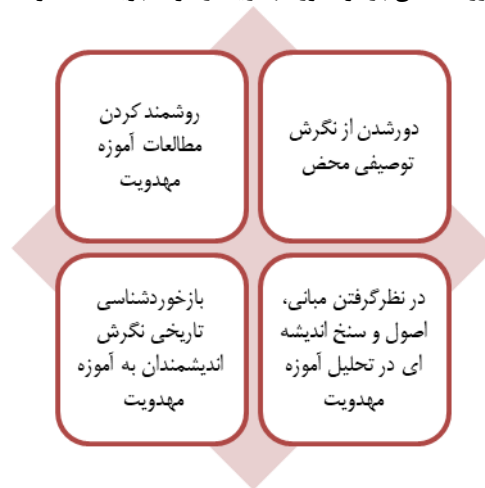 دورشدن از نگرش
توصیفی محض
روشمند کردن
مطالعات آموزه
مهدویت
در نظرگرفتن مبانی،
اصول و سنخ اندیشه
ای در تحلیل آموزه
مهدویت
بازخوردشناسی
تاریخی نگرش
اندیشمندان به آموزه
مهدویت